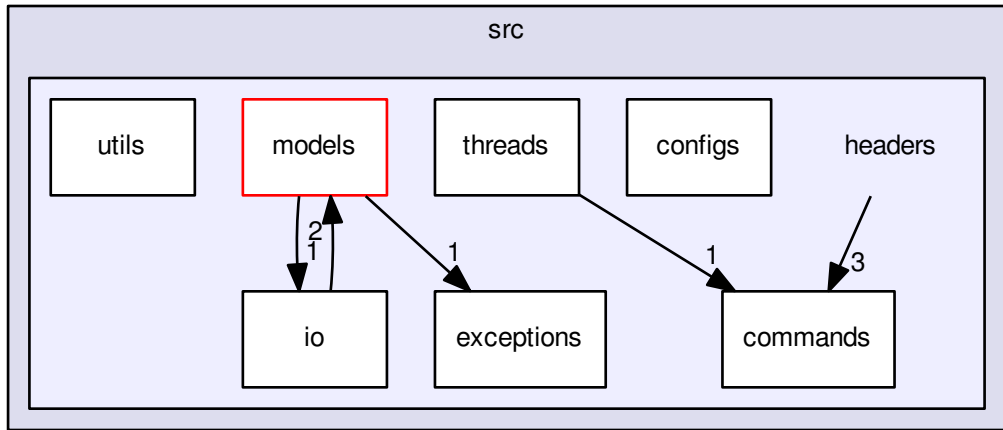 src
utils
models
threads
configs
headers
2
1
1
1
3
io
exceptions
commands